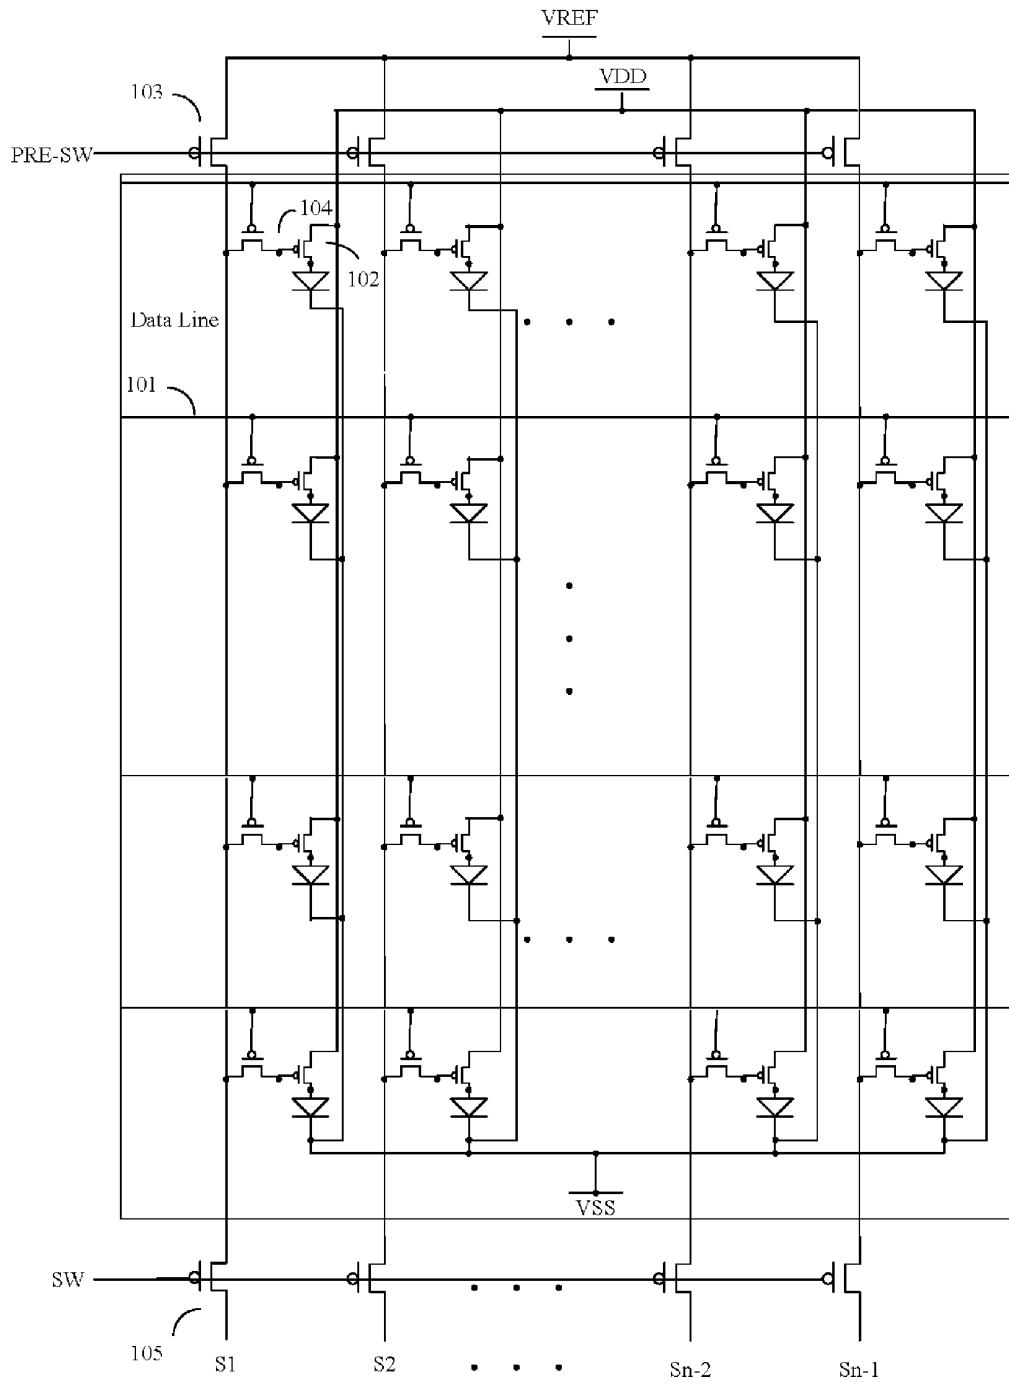 VREF
VDD
103
PRE-SW
104
102
Data Line
101
VSS
SW
105
S1
S2
Sn-2
Sn-1